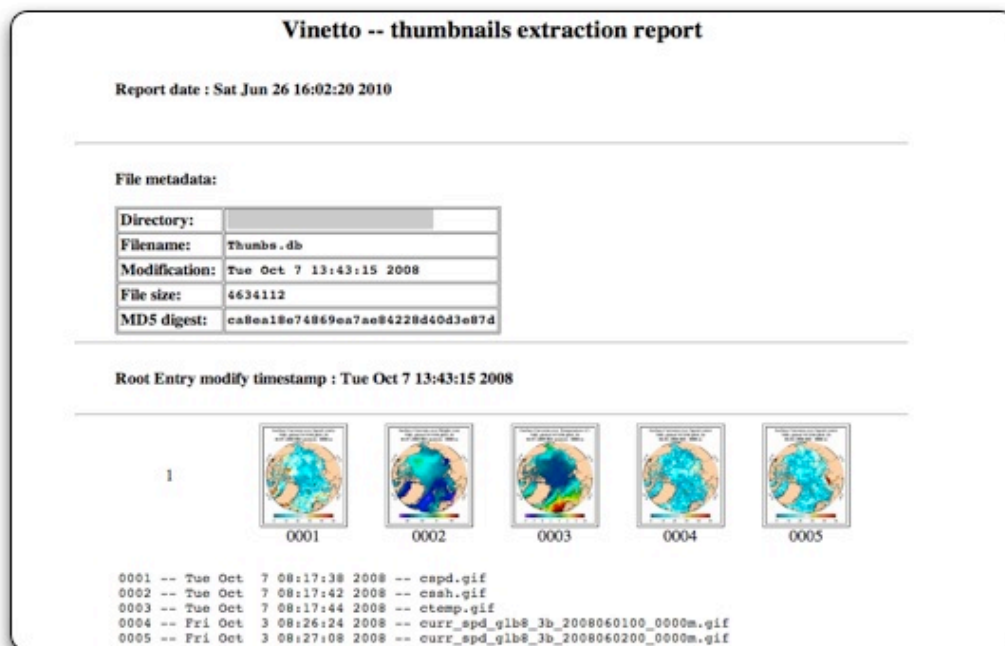 Vinetto -- thumbnails extraction report
Report date : Sat Jun 26 16:02:20 2010
File metadata:
Directory:
Filename: Thumbs.db
Modification: Tue Oct 7 13:43:15 2008
File size: 4634112
MD5 digest: ca8ea18e74869ea7ae84228d40d3e87d
Root Entry modify timestamp : Tue Oct 7 13:43:15 2008
1
0001 0002 0003 0004 0005
0001 -- Tue Oct 7 08:17:38 2008 -- cspd.gif
0002 -- Tue Oct 7 08:17:42 2008 -- cssh.gif
0003 -- Tue Oct 7 08:17:44 2008 -- ctemp.gif
0004 -- Fri Oct 3 08:26:24 2008 -- curr_spd_glb8_3b_2008060100_0000m.gif
0005 -- Fri Oct 3 08:27:08 2008 -- curr_spd_glb8_3b_2008060200_0000m.gif